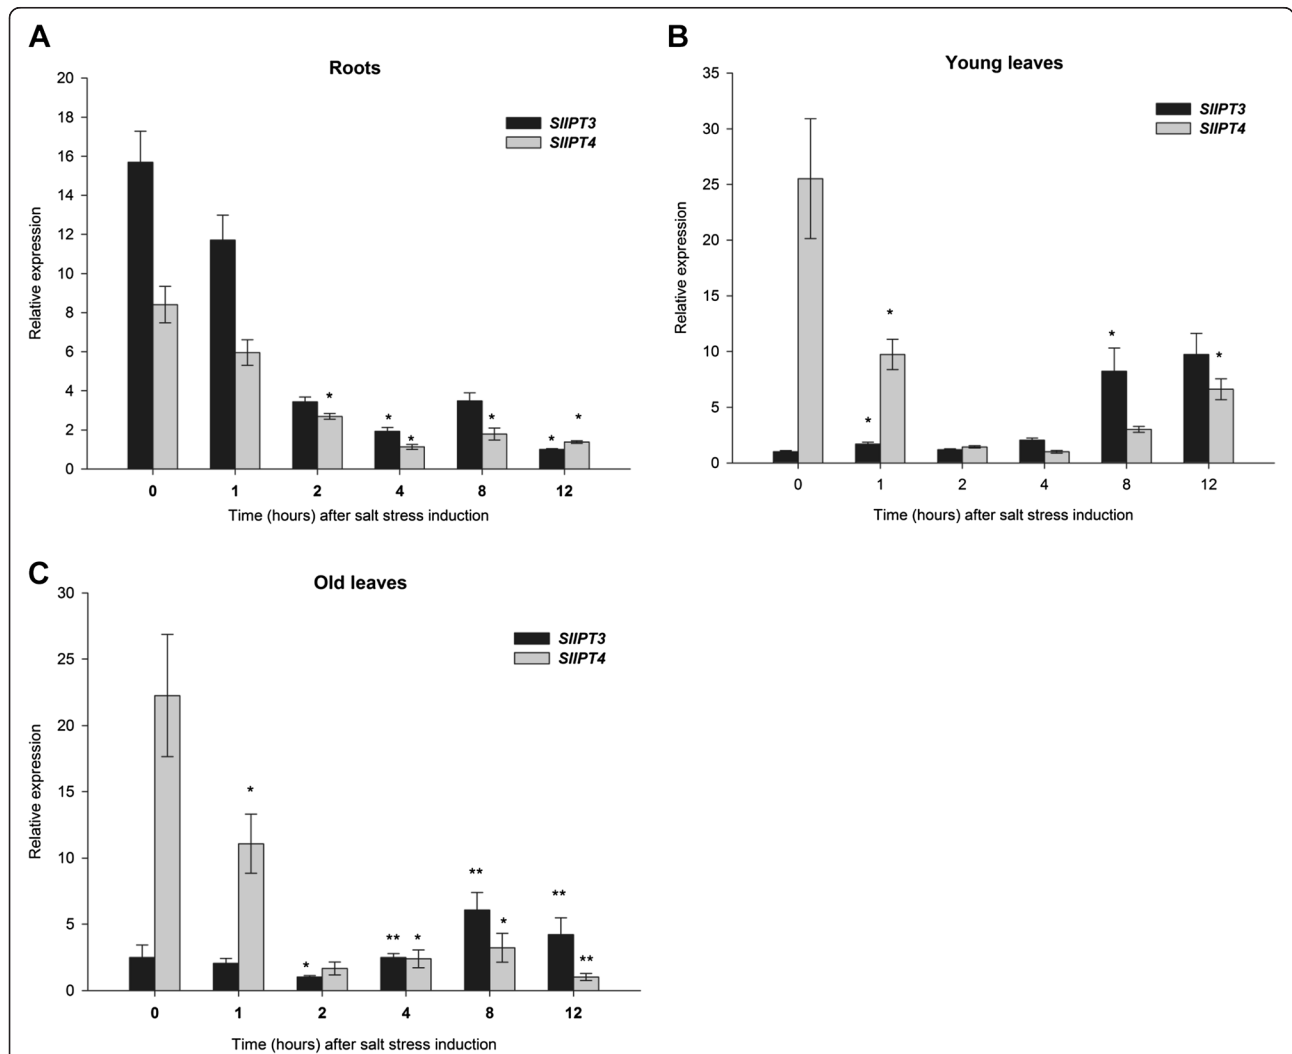 A
Roots
20
18
16
14
12
10
8
6
4
2
0
Relative expression
SlIPT3
SlIPT4
* * * * * *
0 1 2 4 8 12
Time (hours) after salt stress induction
B
Young leaves
35
30
25
20
15
10
5
0
Relative expression
SlIPT3
SlIPT4
* * * *
0 1 2 4 8 12
Time (hours) after salt stress induction
C
Old leaves
30
25
20
15
10
5
0
Relative expression
SlIPT3
SlIPT4
* * ** * ** * ** **
0 1 2 4 8 12
Time (hours) after salt stress induction